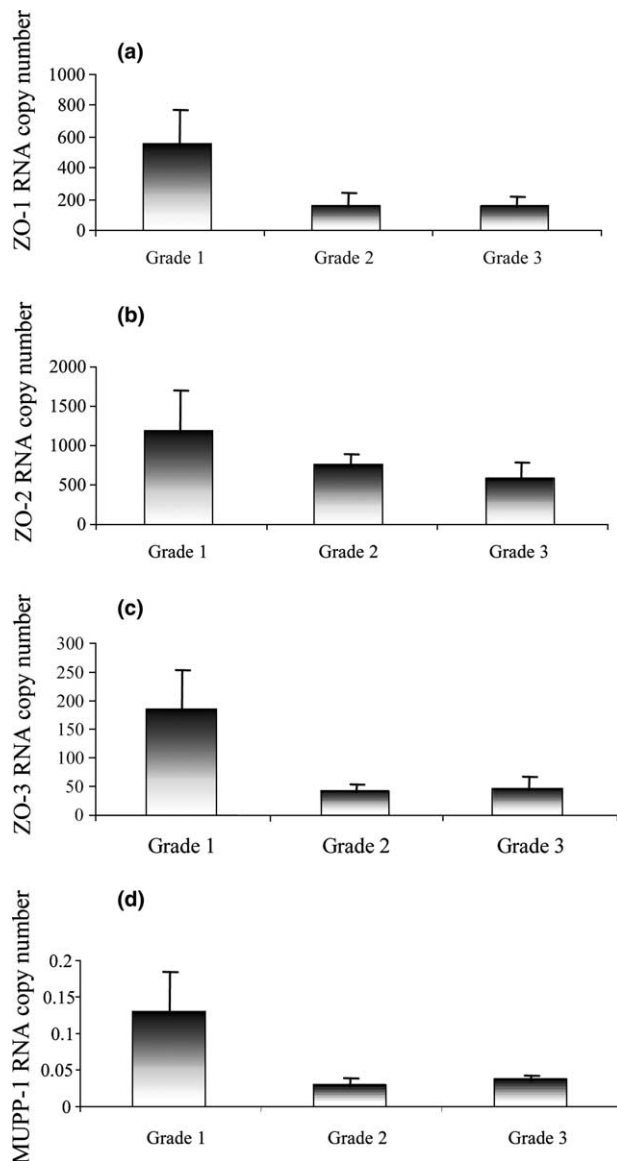 (a)
ZO-1 RNA copy number
1000
800
600
400
200
0
Grade 1 Grade 2 Grade 3
(b)
ZO-2 RNA copy number
2000
1500
1000
500
0
Grade 1 Grade 2 Grade 3
(c)
ZO-3 RNA copy number
300
250
200
150
100
50
0
Grade 1 Grade 2 Grade 3
(d)
MUPP-1 RNA copy number
0.2
0.15
0.1
0.05
0
Grade 1 Grade 2 Grade 3